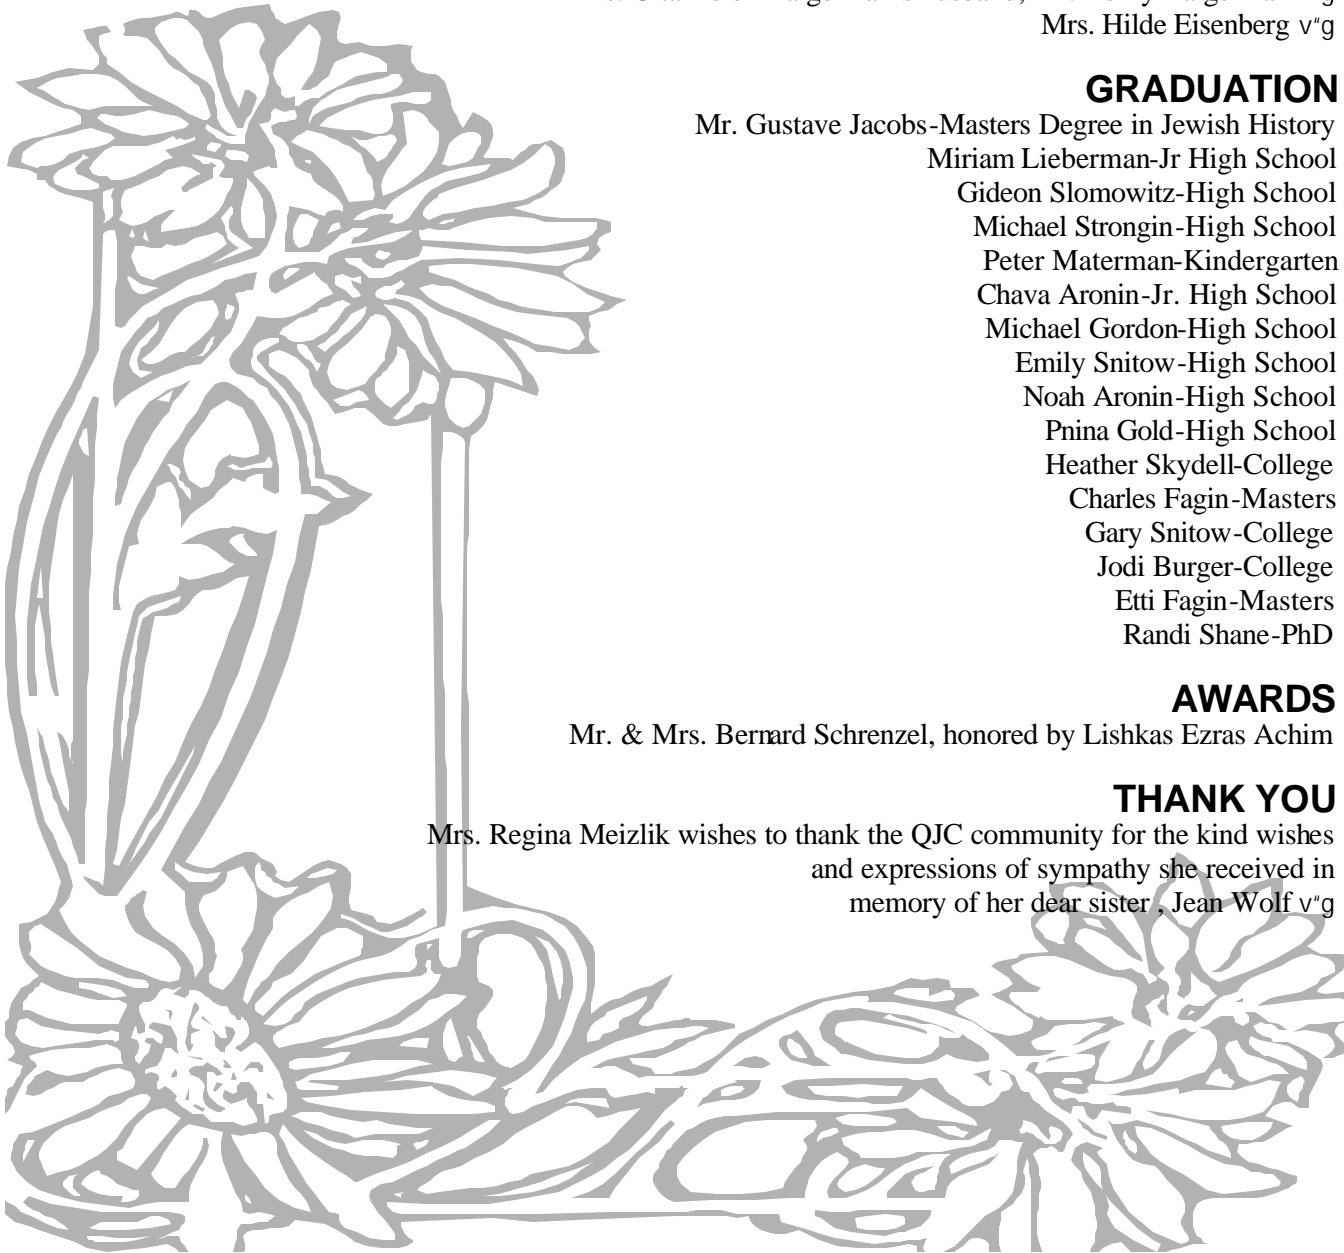 Mrs. Hilde Eisenberg v"g
GRADUATION
Mr. Gustave Jacobs-Masters Degree in Jewish History
Miriam Lieberman-Jr High School
Gideon Slomowitz-High School
Michael Strongin-High School
Peter Materman-Kindergarten
Chava Aronin-Jr. High School
Michael Gordon-High School
Emily Snitow-High School
Noah Aronin-High School
Pnina Gold-High School
Heather Skydell-College
Charles Fagin-Masters
Gary Snitow-College
Jodi Burger-College
Etti Fagin-Masters
Randi Shane-PhD
AWARDS
Mr. & Mrs. Bernard Schrenzel, honored by Lishkas Ezras Achim
THANK YOU
Mrs. Regina Meizlik wishes to thank the QJC community for the kind wishes
and expressions of sympathy she received in
memory of her dear sister , Jean Wolf v"g